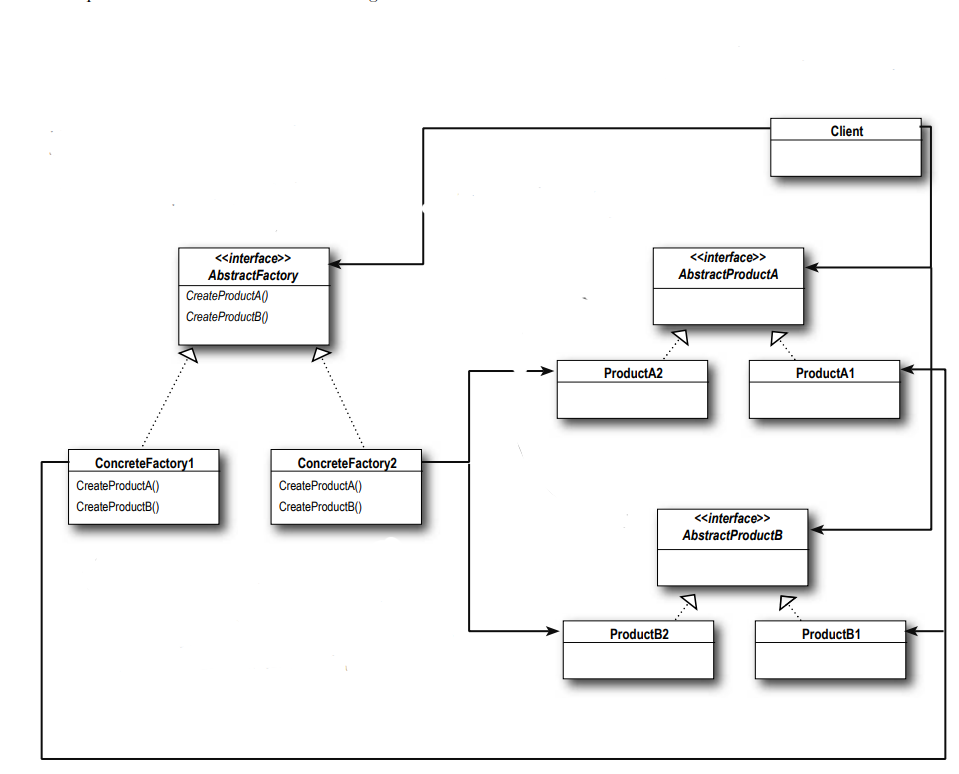 Client
<<interface>>
AbstractFactory
CreateProductA()
CreateProductB()
<<interface>>
AbstractProductA
ProductA2
ProductA1
ConcreteFactory1
CreateProductA()
CreateProductB()
ConcreteFactory2
CreateProductA()
CreateProductB()
<<interface>>
AbstractProductB
ProductB2
ProductB1